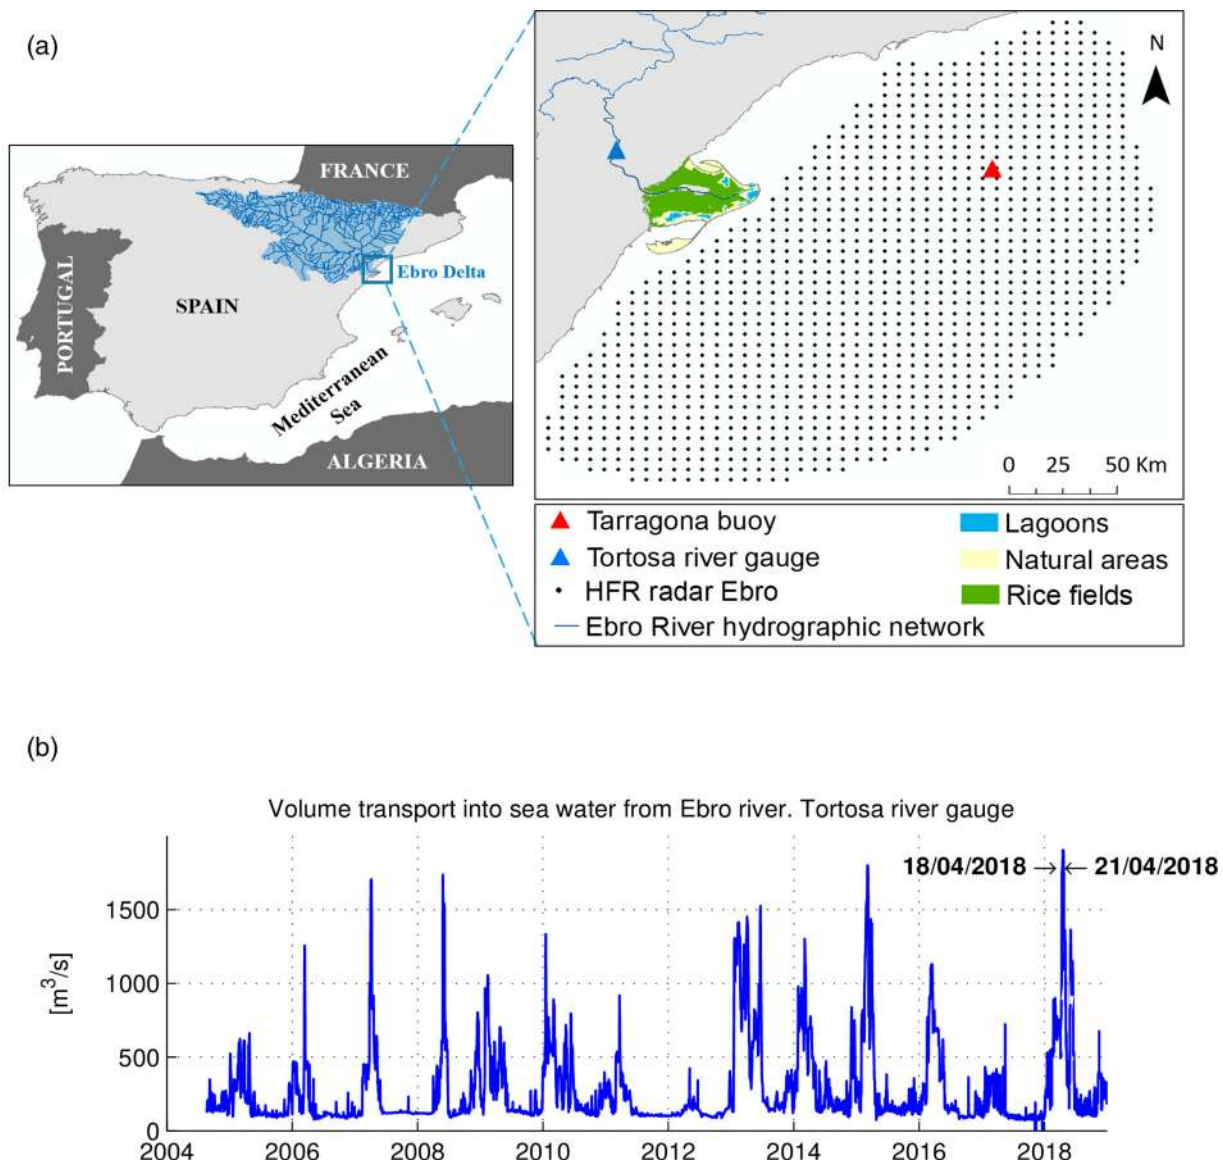 (a)
N
FRANCE
Ebro Delta
SPAIN
PORTUGAL
Mediterranean
Sea
ALGERIA
0 25 50 Km
Tarragona buoy
Tortosa river gauge
HFR radar Ebro
Ebro River hydrographic network
Lagoons
Natural areas
Rice fields
(b)
Volume transport into sea water from Ebro river. Tortosa river gauge
18/04/2018 → ← 21/04/2018
[m³/s]
1500
1000
500
0
2004 2006 2008 2010 2012 2014 2016 2018